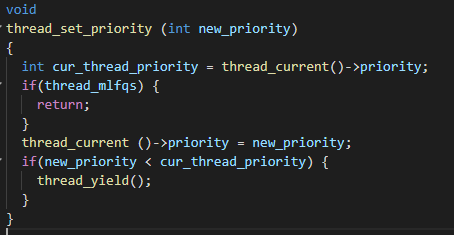 void
thread_set_priority (int new_priority)
{
  int cur_thread_priority = thread_current()->priority;
  if(thread_mlfqs) {
    return;
  }
  thread_current ()->priority = new_priority;
  if(new_priority < cur_thread_priority) {
    thread_yield();
  }
}